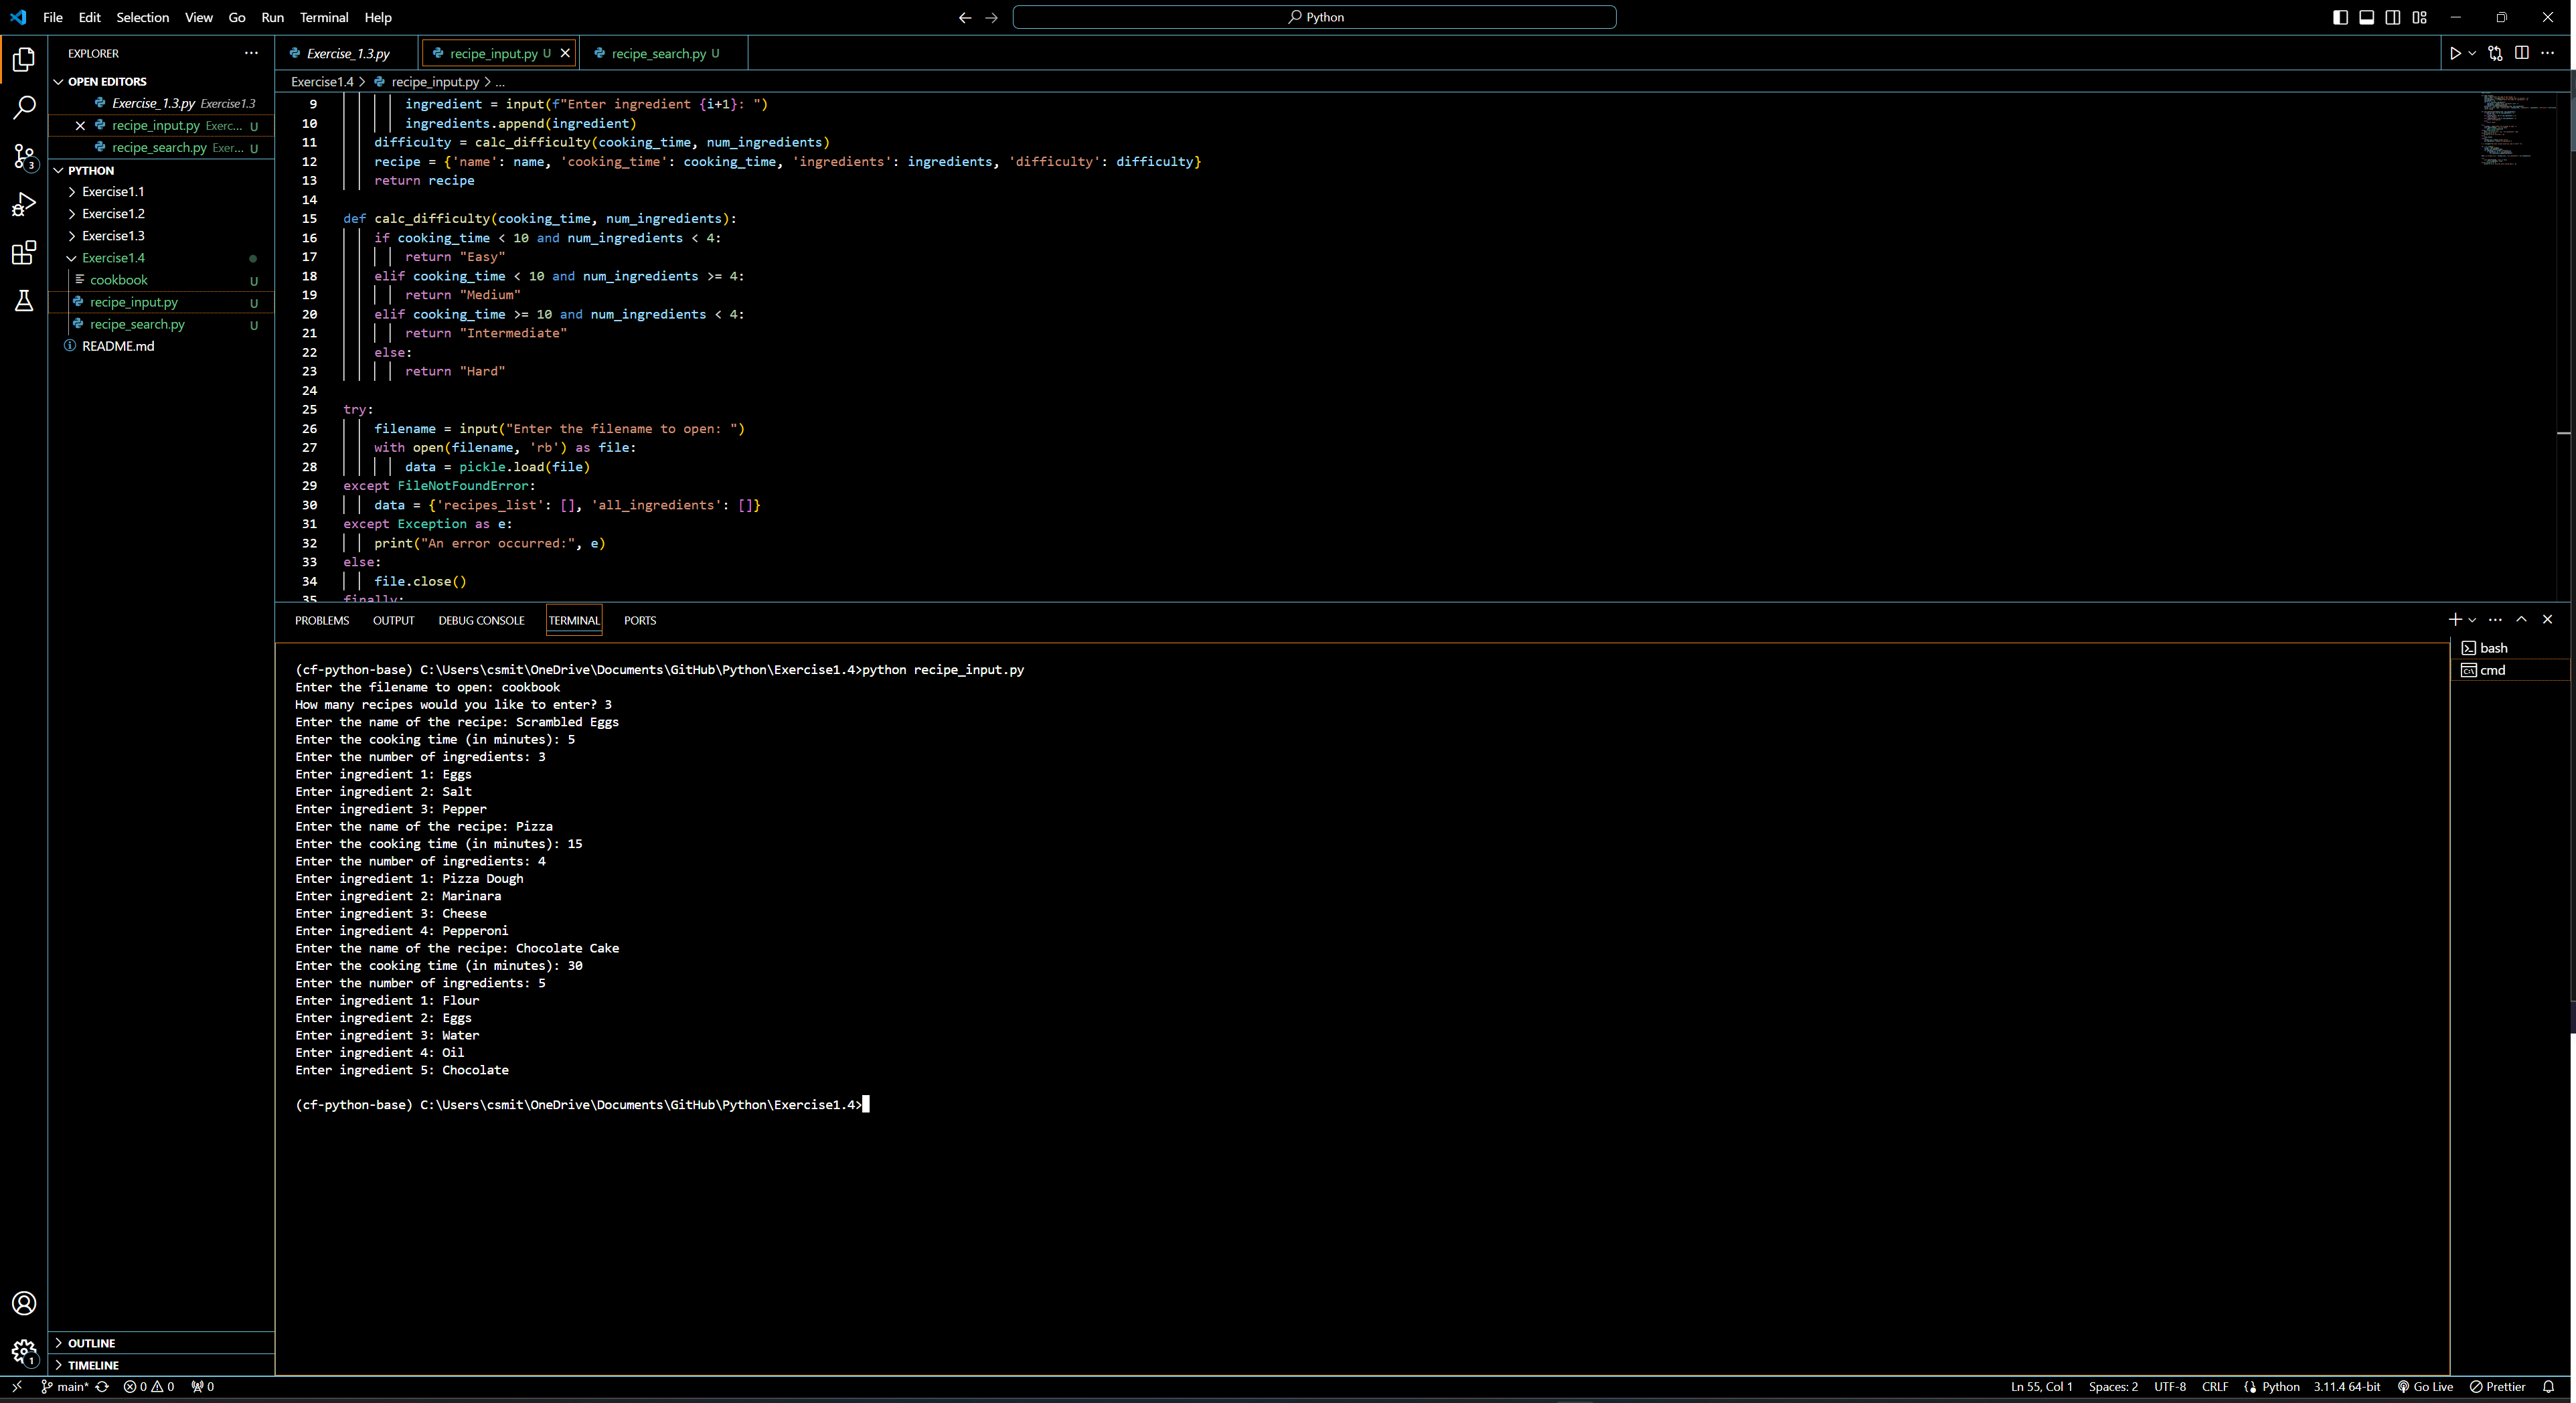 File Edit Selection View Go Run Terminal Help
Python
EXPLORER
OPEN EDITORS
Exercise_1.3.py Exercise1.3
recipe_input.py Exerc... U
recipe_search.py Exer... U
PYTHON
Exercise1.1
Exercise1.2
Exercise1.3
Exercise1.4
cookbook U
recipe_input.py U
recipe_search.py U
README.md
OUTLINE
TIMELINE
3
1
Exercise_1.3.py recipe_input.py U recipe_search.py U
Exercise1.4 > recipe_input.py > ...
9 ingredient = input(f"Enter ingredient {i+1}: ")
10 ingredients.append(ingredient)
11 difficulty = calc_difficulty(cooking_time, num_ingredients)
12 recipe = {'name': name, 'cooking_time': cooking_time, 'ingredients': ingredients, 'difficulty': difficulty}
13 return recipe
14
15 def calc_difficulty(cooking_time, num_ingredients):
16 if cooking_time < 10 and num_ingredients < 4:
17 return "Easy"
18 elif cooking_time < 10 and num_ingredients >= 4:
19 return "Medium"
20 elif cooking_time >= 10 and num_ingredients < 4:
21 return "Intermediate"
22 else:
23 return "Hard"
24
25 try:
26 filename = input("Enter the filename to open: ")
27 with open(filename, 'rb') as file:
28 data = pickle.load(file)
29 except FileNotFoundError:
30 data = {'recipes_list': [], 'all_ingredients': []}
31 except Exception as e:
32 print("An error occurred:", e)
33 else:
34 file.close()
35 finally:
PROBLEMS OUTPUT DEBUG CONSOLE TERMINAL PORTS
bash
cmd
(cf-python-base) C:\Users\csmit\OneDrive\Documents\GitHub\Python\Exercise1.4>python recipe_input.py
Enter the filename to open: cookbook
How many recipes would you like to enter? 3
Enter the name of the recipe: Scrambled Eggs
Enter the cooking time (in minutes): 5
Enter the number of ingredients: 3
Enter ingredient 1: Eggs
Enter ingredient 2: Salt
Enter ingredient 3: Pepper
Enter the name of the recipe: Pizza
Enter the cooking time (in minutes): 15
Enter the number of ingredients: 4
Enter ingredient 1: Pizza Dough
Enter ingredient 2: Marinara
Enter ingredient 3: Cheese
Enter ingredient 4: Pepperoni
Enter the name of the recipe: Chocolate Cake
Enter the cooking time (in minutes): 30
Enter the number of ingredients: 5
Enter ingredient 1: Flour
Enter ingredient 2: Eggs
Enter ingredient 3: Water
Enter ingredient 4: Oil
Enter ingredient 5: Chocolate
(cf-python-base) C:\Users\csmit\OneDrive\Documents\GitHub\Python\Exercise1.4>
main* 0 0 0 Ln 55, Col 1 Spaces: 2 UTF-8 CRLF Python 3.11.4 64-bit Go Live Prettier